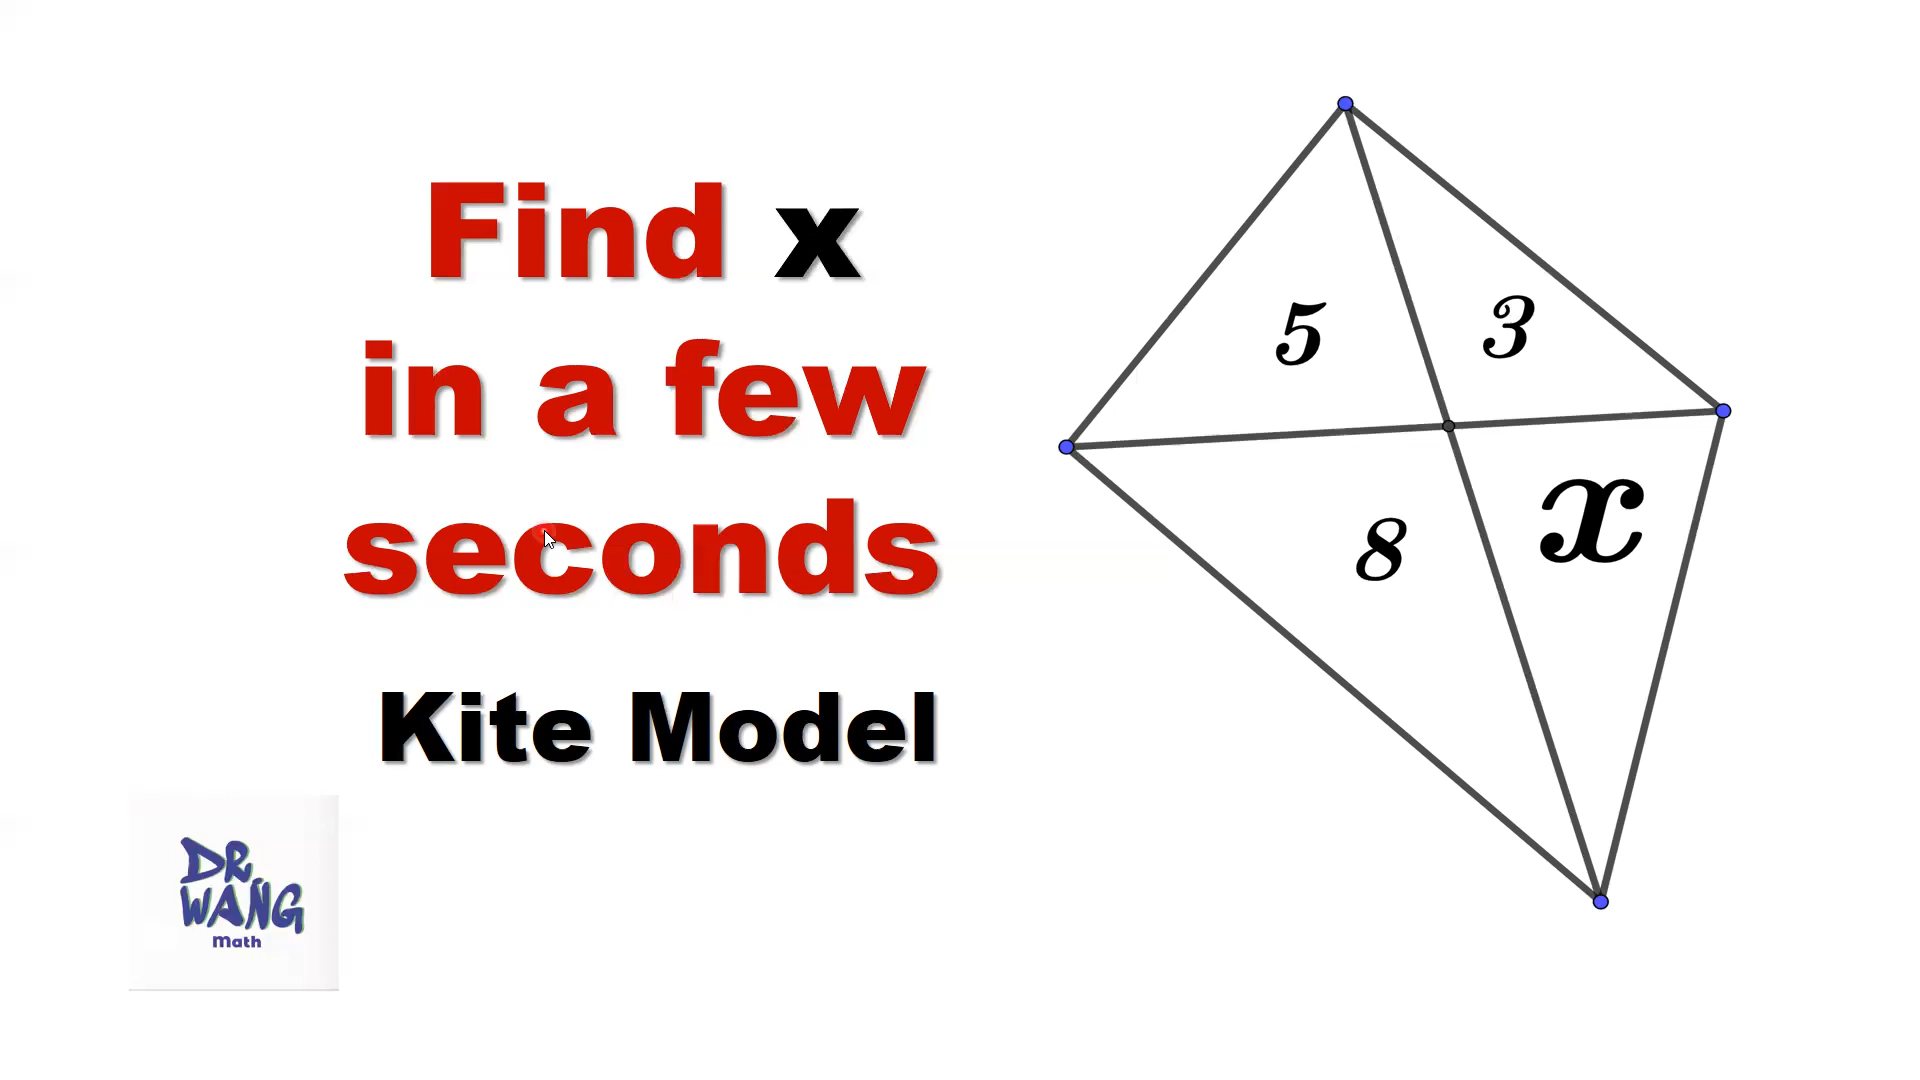 Find x
in a few
seconds
Kite Model
5
3
8
x
DR
WANG
math